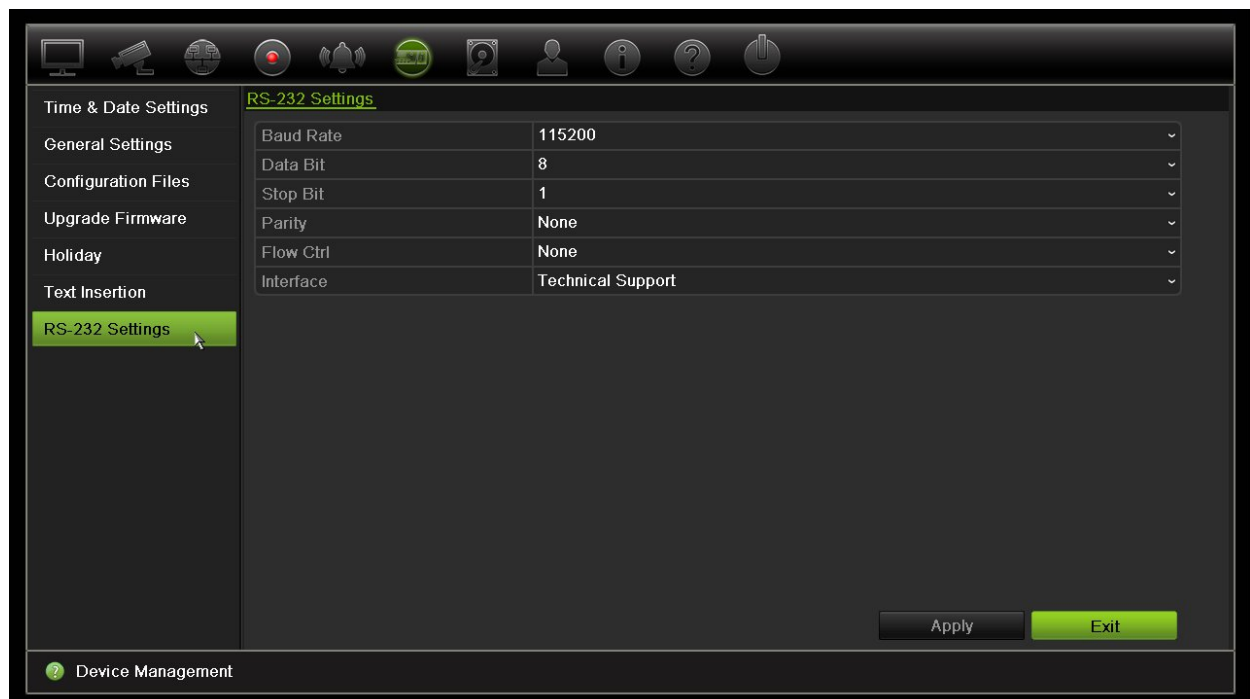 Time & Date Settings
General Settings
Configuration Files
Upgrade Firmware
Holiday
Text Insertion
RS-232 Settings
RS-232 Settings
Baud Rate 115200
Data Bit 8
Stop Bit 1
Parity None
Flow Ctrl None
Interface Technical Support
Apply Exit
Device Management